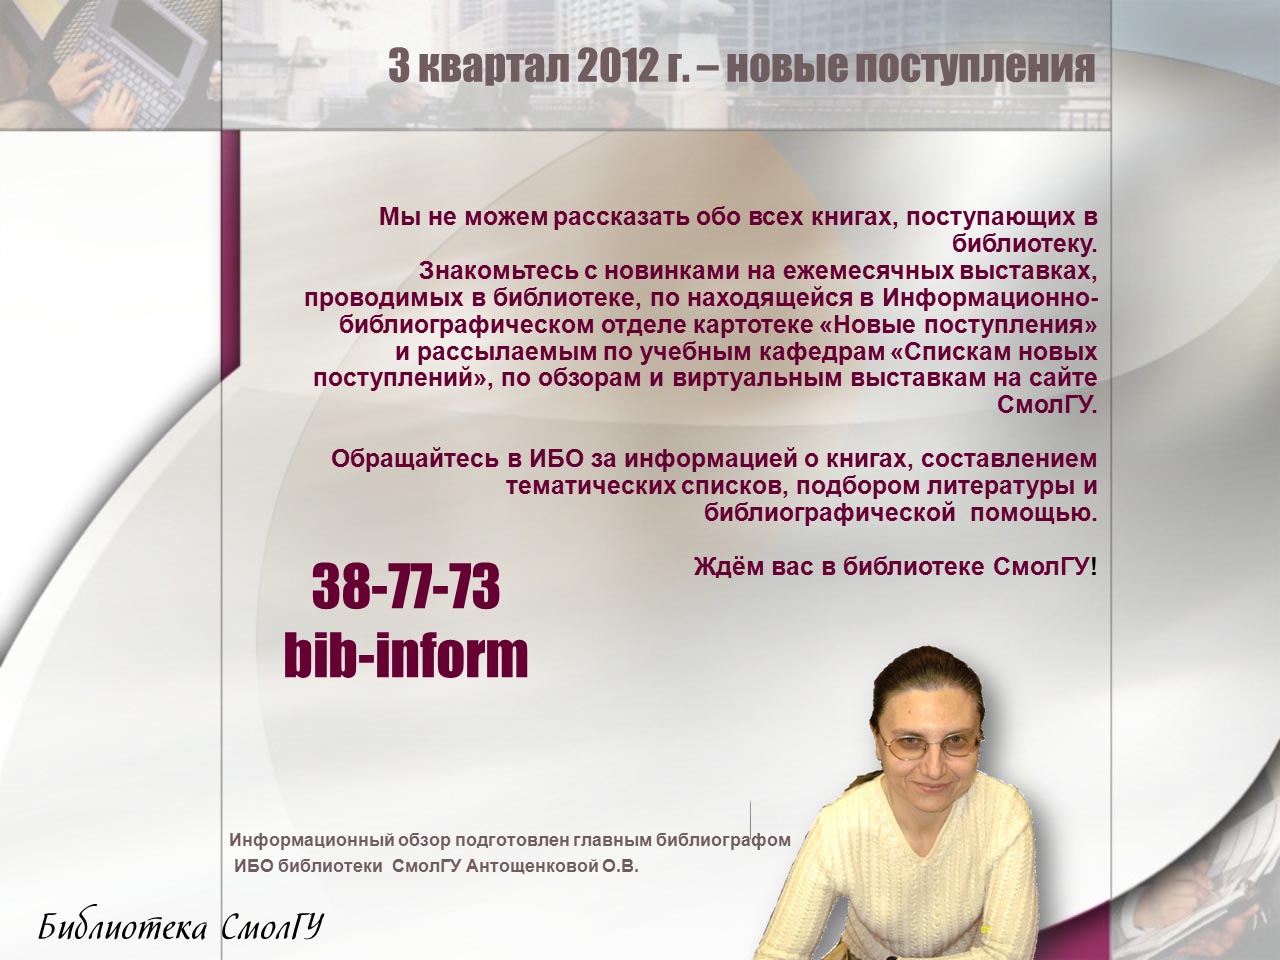 3 квартал 2012 г. – новые поступления
Мы не можем рассказать обо всех книгах, поступающих в
библиотеку.
Знакомьтесь с новинками на ежемесячных выставках,
проводимых в библиотеке, по находящейся в Информационно-
библиографическом отделе картотеке «Новые поступления»
и рассылаемым по учебным кафедрам «Спискам новых
поступлений», по обзорам и виртуальным выставкам на сайте
СмолГУ.
Обращайтесь в ИБО за информацией о книгах, составлением
тематических списков, подбором литературы и
библиографической помощью.
Ждём вас в библиотеке СмолГУ!
38-77-73
bib-inform
Информационный обзор подготовлен главным библиографом
ИБО библиотеки СмолГУ Антощенковой О.В.
Библиотека СмолГУ